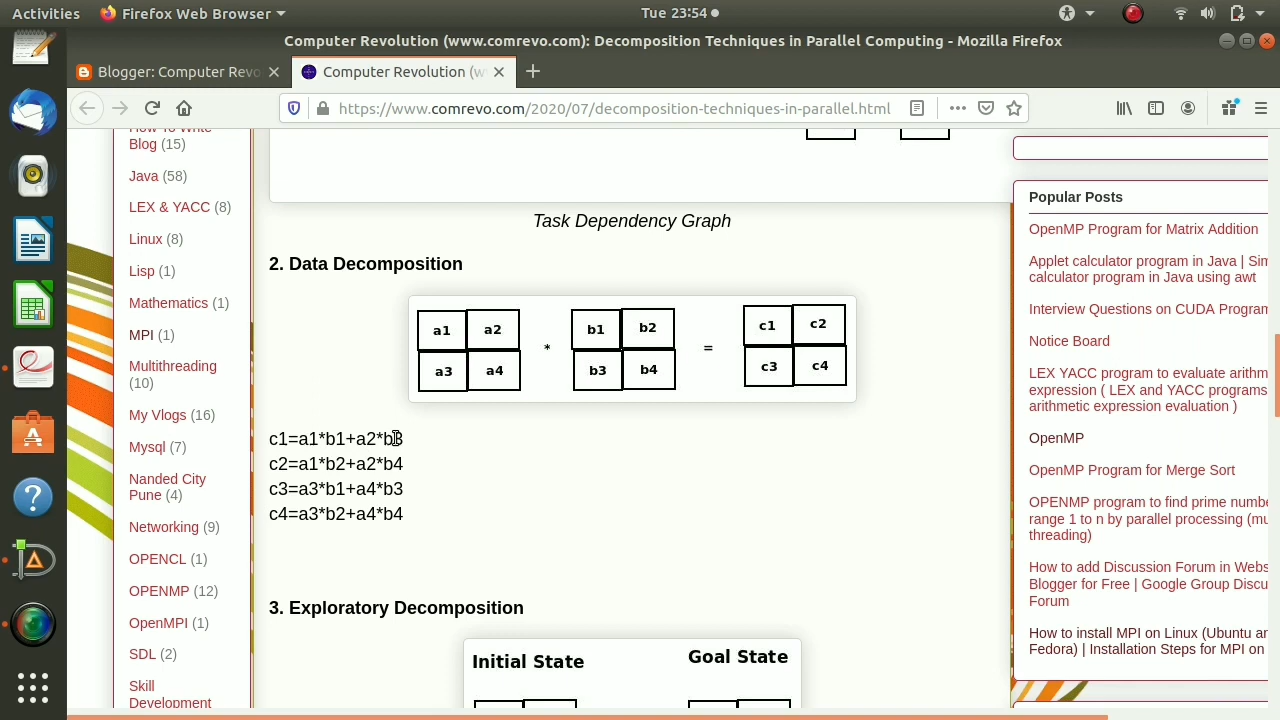 Activities
Firefox Web Browser
Tue 23:54
Computer Revolution (www.comrevo.com): Decomposition Techniques in Parallel Computing - Mozilla Firefox
Blogger: Computer Revo
Computer Revolution (w
https://www.comrevo.com/2020/07/decomposition-techniques-in-parallel.html
How To Write
Blog (15)
Java (58)
LEX & YACC (8)
Linux (8)
Lisp (1)
Mathematics (1)
MPI (1)
Multithreading
(10)
My Vlogs (16)
Mysql (7)
Nanded City
Pune (4)
Networking (9)
OPENCL (1)
OPENMP (12)
OpenMPI (1)
SDL (2)
Skill
Development
Task Dependency Graph
2. Data Decomposition
a1 a2 b1 b2 c1 c2
* =
a3 a4 b3 b4 c3 c4
c1=a1*b1+a2*b3
c2=a1*b2+a2*b4
c3=a3*b1+a4*b3
c4=a3*b2+a4*b4
3. Exploratory Decomposition
Initial State
Goal State
Popular Posts
OpenMP Program for Matrix Addition
Applet calculator program in Java | Sim
calculator program in Java using awt
Interview Questions on CUDA Program
Notice Board
LEX YACC program to evaluate arithm
expression ( LEX and YACC programs
arithmetic expression evaluation )
OpenMP
OpenMP Program for Merge Sort
OPENMP program to find prime numbe
range 1 to n by parallel processing (mu
threading)
How to add Discussion Forum in Webs
Blogger for Free | Google Group Discu
Forum
How to install MPI on Linux (Ubuntu an
Fedora) | Installation Steps for MPI on